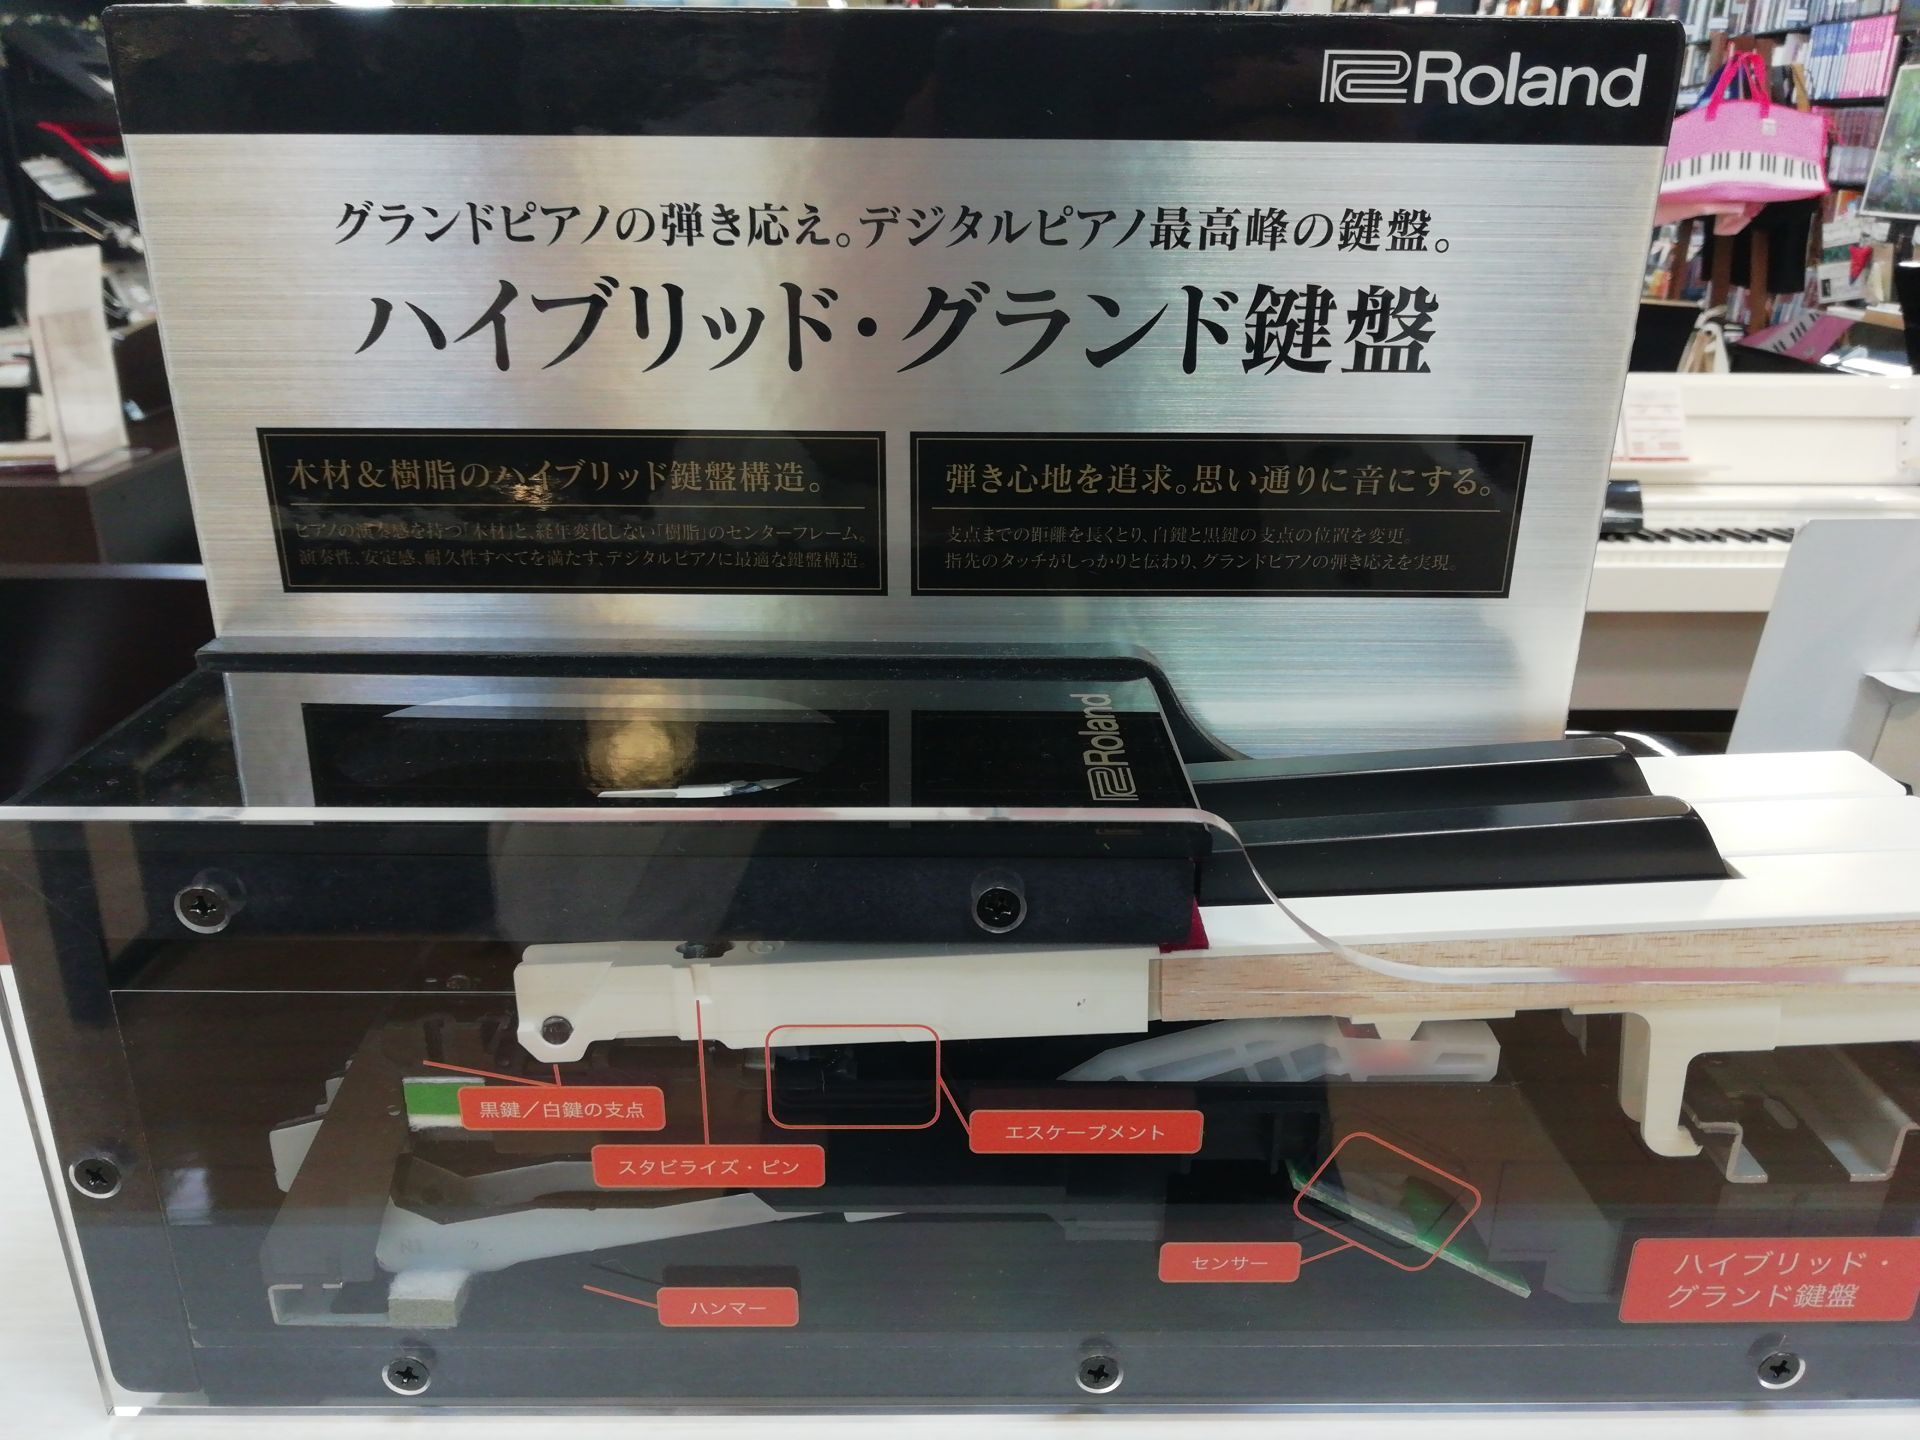 Roland
グランドピアノの弾き応え。デジタルピアノ最高峰の鍵盤。
ハイブリッド・グランド鍵盤
木材&樹脂のハイブリッド鍵盤構造。
ピアノの演奏感を持つ「木材」と、経年変化しない「樹脂」のセンターフレーム。
演奏性、安定感、耐久性すべてを満たす、デジタルピアノに最適な鍵盤構造。
弾き心地を追求。思い通りに音にする。
支点までの距離を長くとり、白鍵と黒鍵の支点の位置を変更。
指先のタッチがしっかりと伝わり、グランドピアノの弾き応えを実現。
Roland
黒鍵／白鍵の支点
スタビライズ・ピン
エスケープメント
センサー
ハンマー
ハイブリッド・
グランド鍵盤